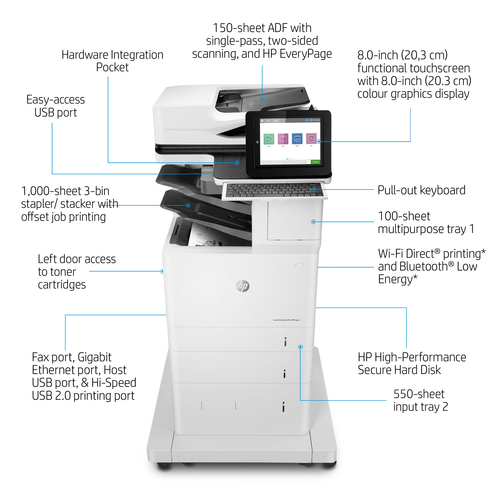 150-sheet ADF with
single-pass, two-sided
scanning, and HP EveryPage
Hardware Integration
Pocket
8.0-inch (20,3 cm)
functional touchscreen
with 8.0-inch (20.3 cm)
colour graphics display
Easy-access
USB port
Pull-out keyboard
1,000-sheet 3-bin
stapler/ stacker with
offset job printing
100-sheet
multipurpose tray 1
Left door access
to toner
cartridges
Wi-Fi Direct® printing*
and Bluetooth® Low
Energy*
hp
Fax port, Gigabit
Ethernet port, Host
USB port, & Hi-Speed
USB 2.0 printing port
HP High-Performance
Secure Hard Disk
550-sheet
input tray 2